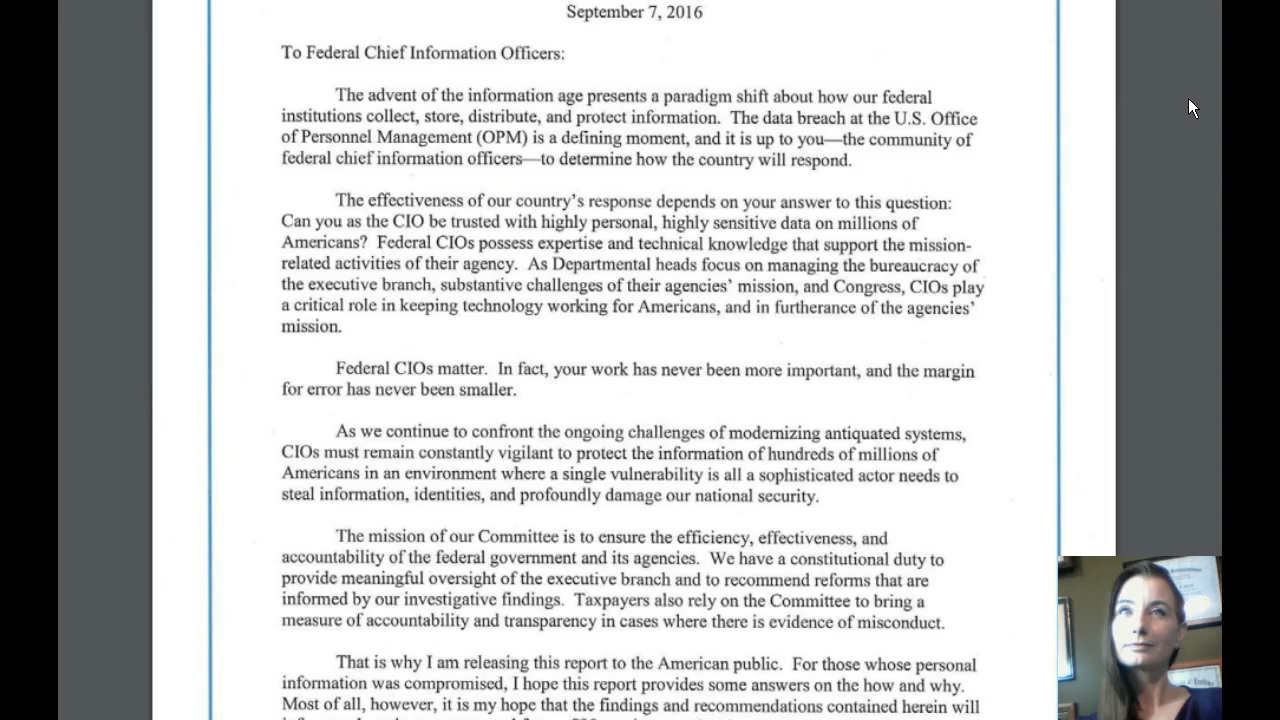 September 7, 2016
To Federal Chief Information Officers:
The advent of the information age presents a paradigm shift about how our federal
institutions collect, store, distribute, and protect information.  The data breach at the U.S. Office
of Personnel Management (OPM) is a defining moment, and it is up to you—the community of
federal chief information officers—to determine how the country will respond.
The effectiveness of our country's response depends on your answer to this question:
Can you as the CIO be trusted with highly personal, highly sensitive data on millions of
Americans?  Federal CIOs possess expertise and technical knowledge that support the mission-
related activities of their agency.  As Departmental heads focus on managing the bureaucracy of
the executive branch, substantive challenges of their agencies' mission, and Congress, CIOs play
a critical role in keeping technology working for Americans, and in furtherance of the agencies'
mission.
Federal CIOs matter.  In fact, your work has never been more important, and the margin
for error has never been smaller.
As we continue to confront the ongoing challenges of modernizing antiquated systems,
CIOs must remain constantly vigilant to protect the information of hundreds of millions of
Americans in an environment where a single vulnerability is all a sophisticated actor needs to
steal information, identities, and profoundly damage our national security.
The mission of our Committee is to ensure the efficiency, effectiveness, and
accountability of the federal government and its agencies.  We have a constitutional duty to
provide meaningful oversight of the executive branch and to recommend reforms that are
informed by our investigative findings.  Taxpayers also rely on the Committee to bring a
measure of accountability and transparency in cases where there is evidence of misconduct.
That is why I am releasing this report to the American public.  For those whose personal
information was compromised, I hope this report provides some answers on the how and why.
Most of all, however, it is my hope that the findings and recommendations contained herein will